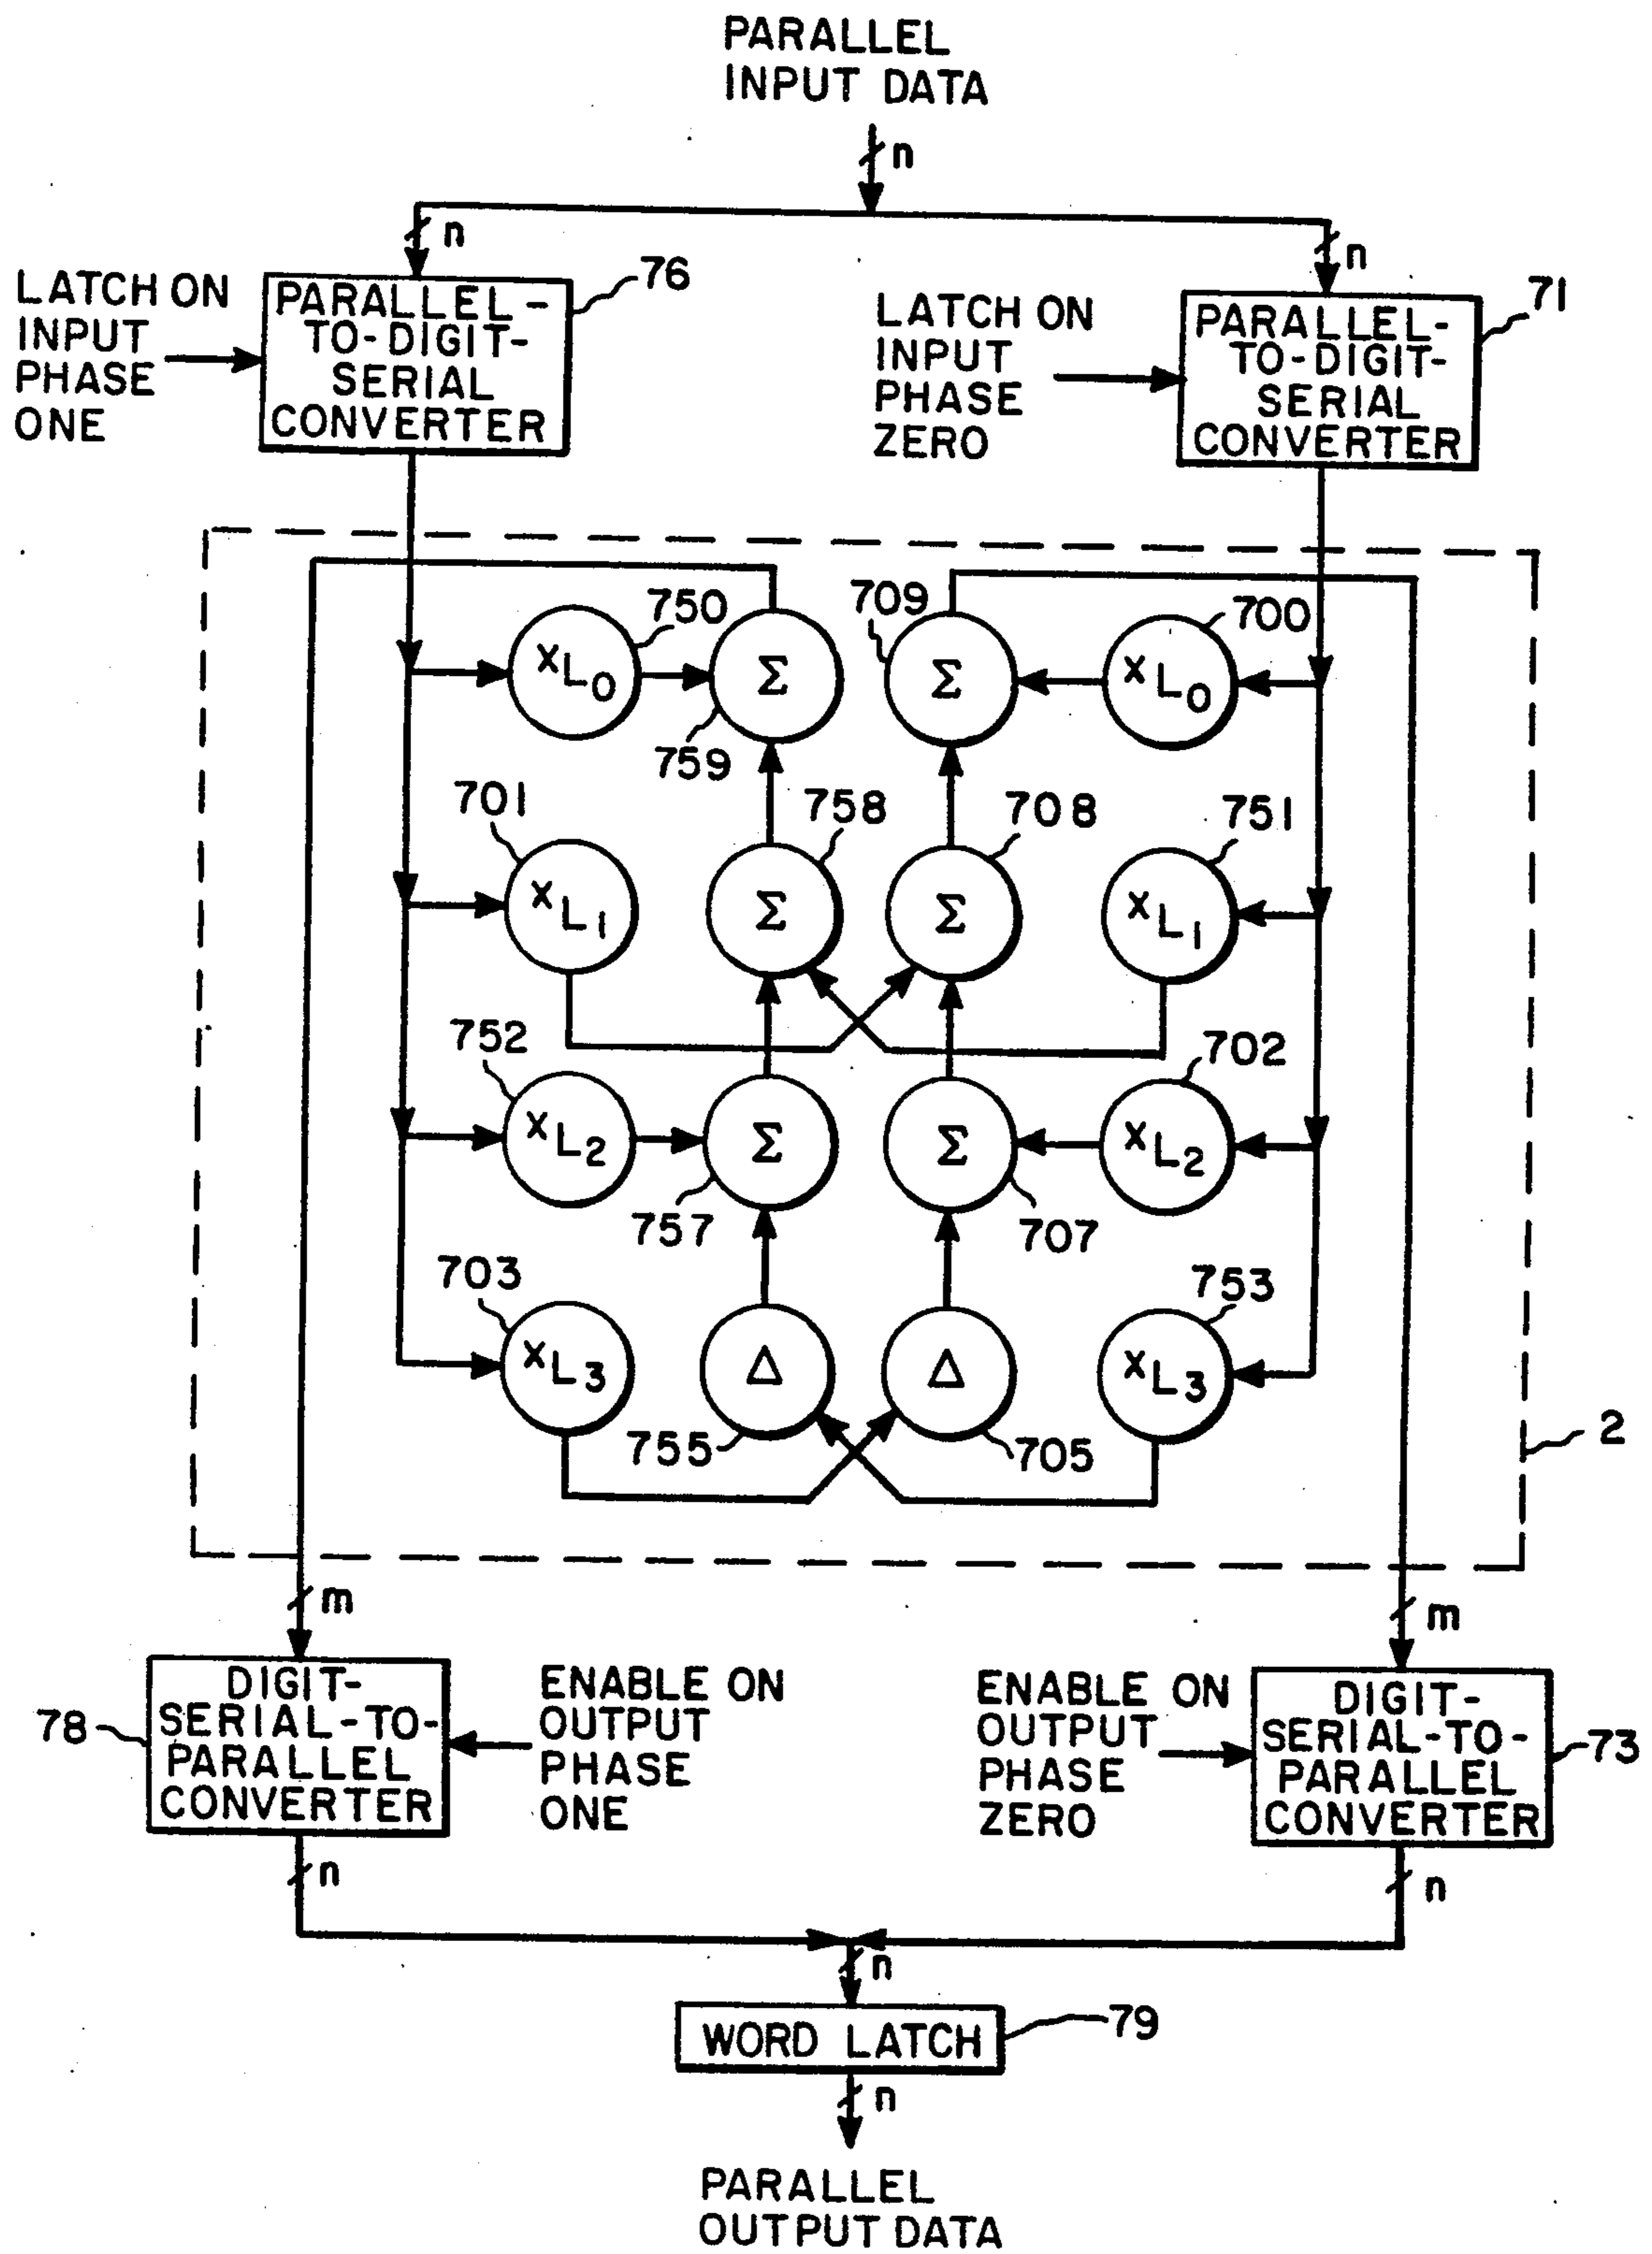 PARALLEL
INPUT DATA
n
n
n
76
71
LATCH ON
INPUT
PHASE
ONE
PARALLEL-
TO-DIGIT-
SERIAL
CONVERTER
LATCH ON
INPUT
PHASE
ZERO
PARALLEL-
TO-DIGIT-
SERIAL
CONVERTER
750
709
700
xL0
Σ
Σ
xL0
759
701
758
708
751
xL1
Σ
Σ
xL1
752
702
xL2
Σ
Σ
xL2
757
707
703
753
xL3
Δ
Δ
xL3
755
705
2
m
m
78
DIGIT-
SERIAL-TO-
PARALLEL
CONVERTER
ENABLE ON
OUTPUT
PHASE
ONE
ENABLE ON
OUTPUT
PHASE
ZERO
DIGIT-
SERIAL-TO-
PARALLEL
CONVERTER
73
n
n
n
WORD LATCH
79
n
PARALLEL
OUTPUT DATA